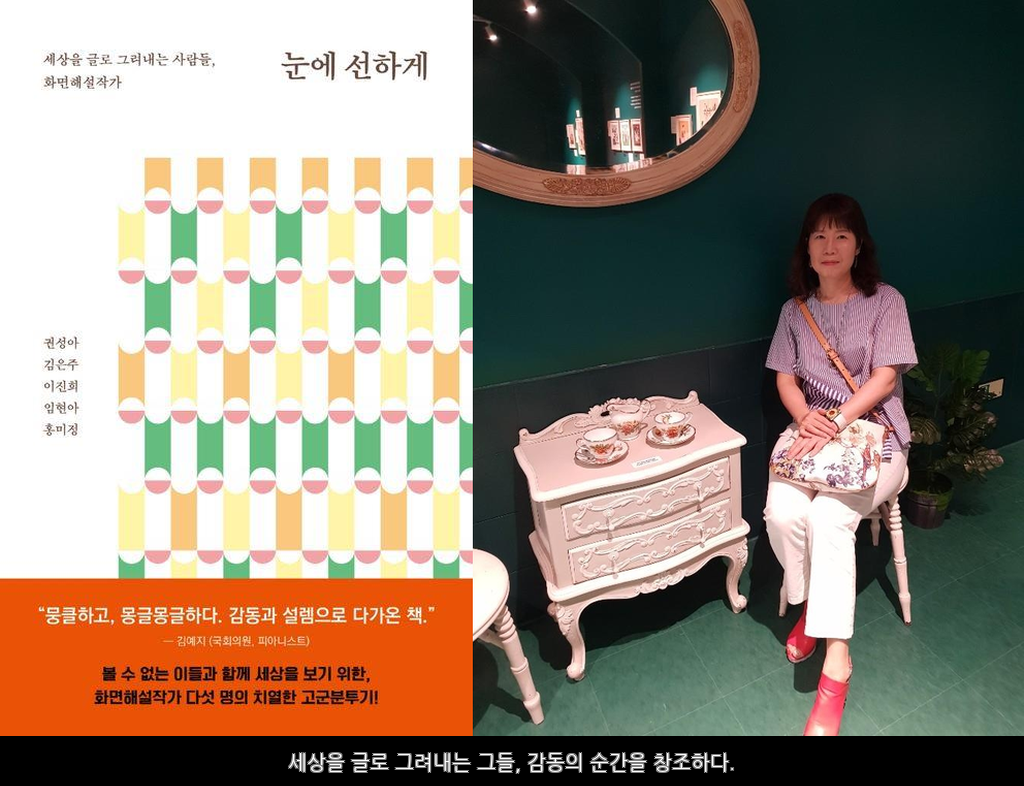 세상을 글로 그려내는 사람들,
화면해설작가
눈에 선하게
권성아
김은주
이진희
임현아
홍미정
“뭉클하고, 몽글몽글하다. 감동과 설렘으로 다가온 책.”
― 김예지 (국회의원, 피아니스트)
볼 수 없는 이들과 함께 세상을 보기 위한,
화면해설작가 다섯 명의 치열한 고군분투기!
세상을 글로 그려내는 그들, 감동의 순간을 창조하다.